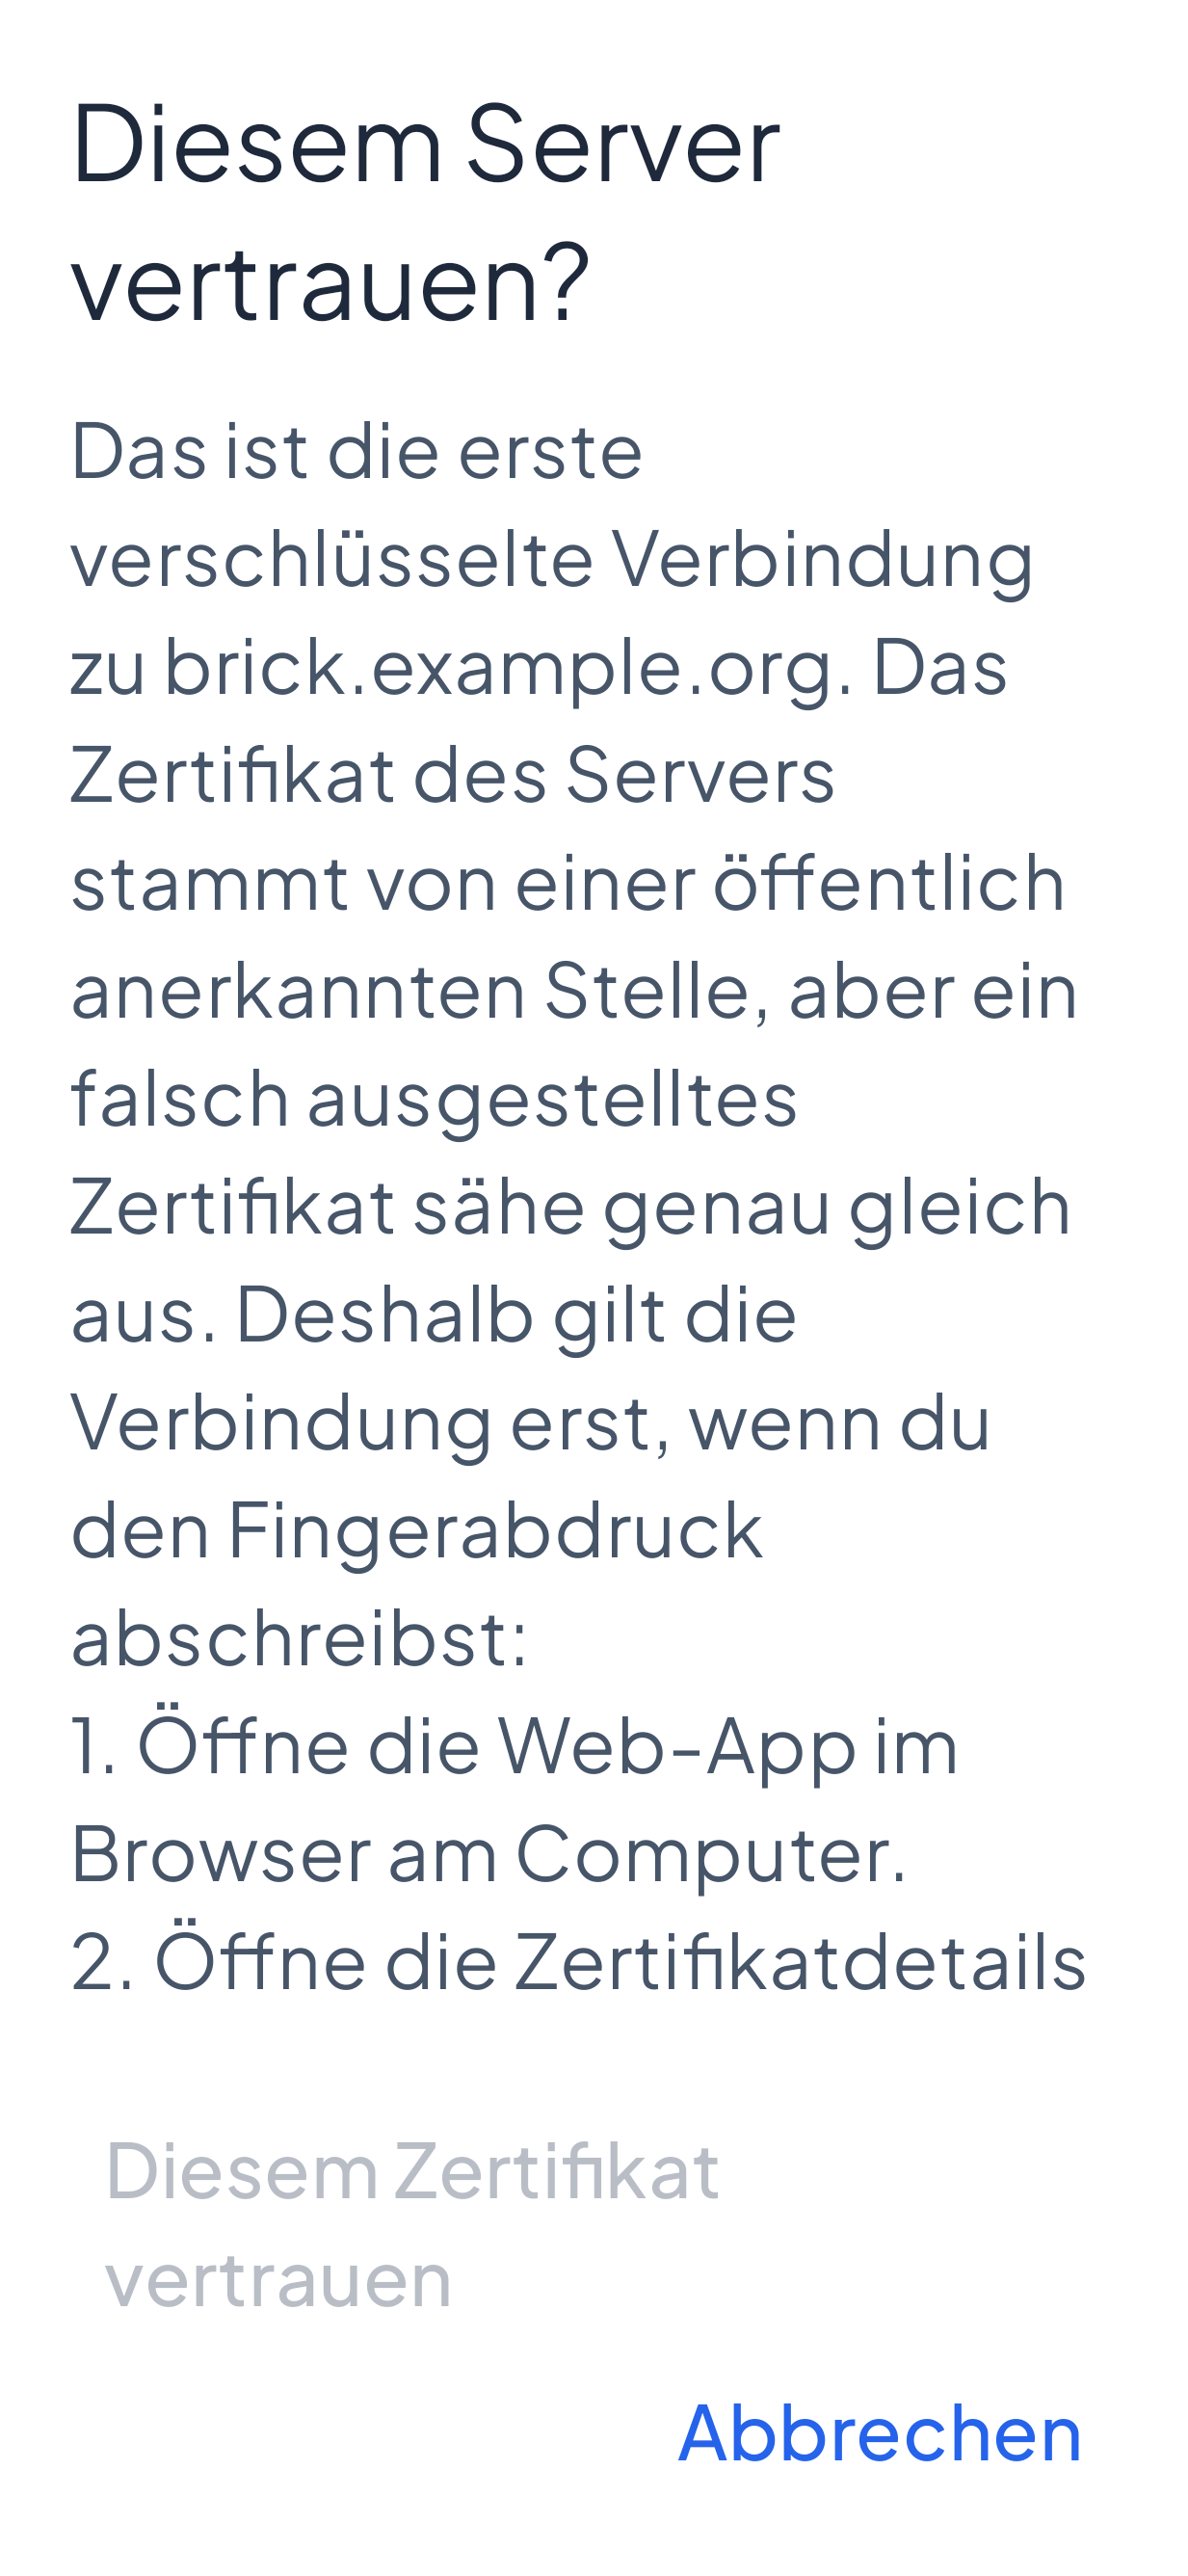 Diesem Server
vertrauen?
Das ist die erste
verschlüsselte Verbindung
zu brick.example.org. Das
Zertifikat des Servers
stammt von einer öffentlich
anerkannten Stelle, aber ein
falsch ausgestelltes
Zertifikat sähe genau gleich
aus. Deshalb gilt die
Verbindung erst, wenn du
den Fingerabdruck
abschreibst:
1. Öffne die Web-App im
Browser am Computer.
2. Öffne die Zertifikatdetails
Diesem Zertifikat
vertrauen
Abbrechen